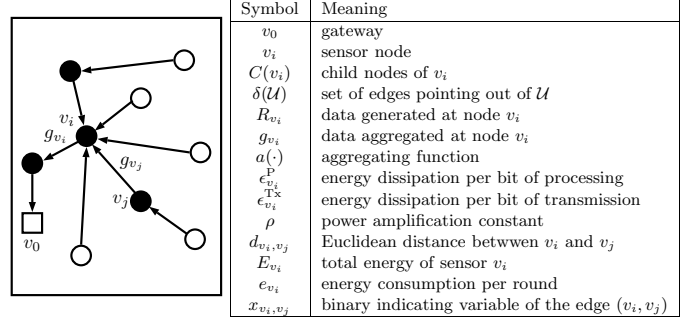 v_i
g_{v_i}
g_{v_j}
v_j
v_0
Symbol Meaning
v_0 gateway
v_i sensor node
C(v_i) child nodes of v_i
δ(𝒰) set of edges pointing out of 𝒰
R_{v_i} data generated at node v_i
g_{v_i} data aggregated at node v_i
a(·) aggregating function
ϵ^P_{v_i} energy dissipation per bit of processing
ϵ^{Tx}_{v_i} energy dissipation per bit of transmission
ρ power amplification constant
d_{v_i,v_j} Euclidean distance betwwen v_i and v_j
E_{v_i} total energy of sensor v_i
e_{v_i} energy consumption per round
x_{v_i,v_j} binary indicating variable of the edge (v_i, v_j)